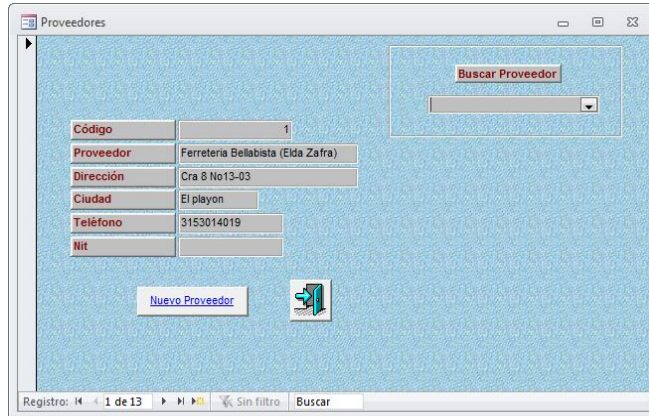 Proveedores
Buscar Proveedor
Código 1
Proveedor Ferreteria Bellabista (Elda Zafra)
Dirección Cra 8 No13-03
Ciudad El playon
Teléfono 3153014019
Nit
Nuevo Proveedor
Registro: 1 de 13 Sin filtro Buscar